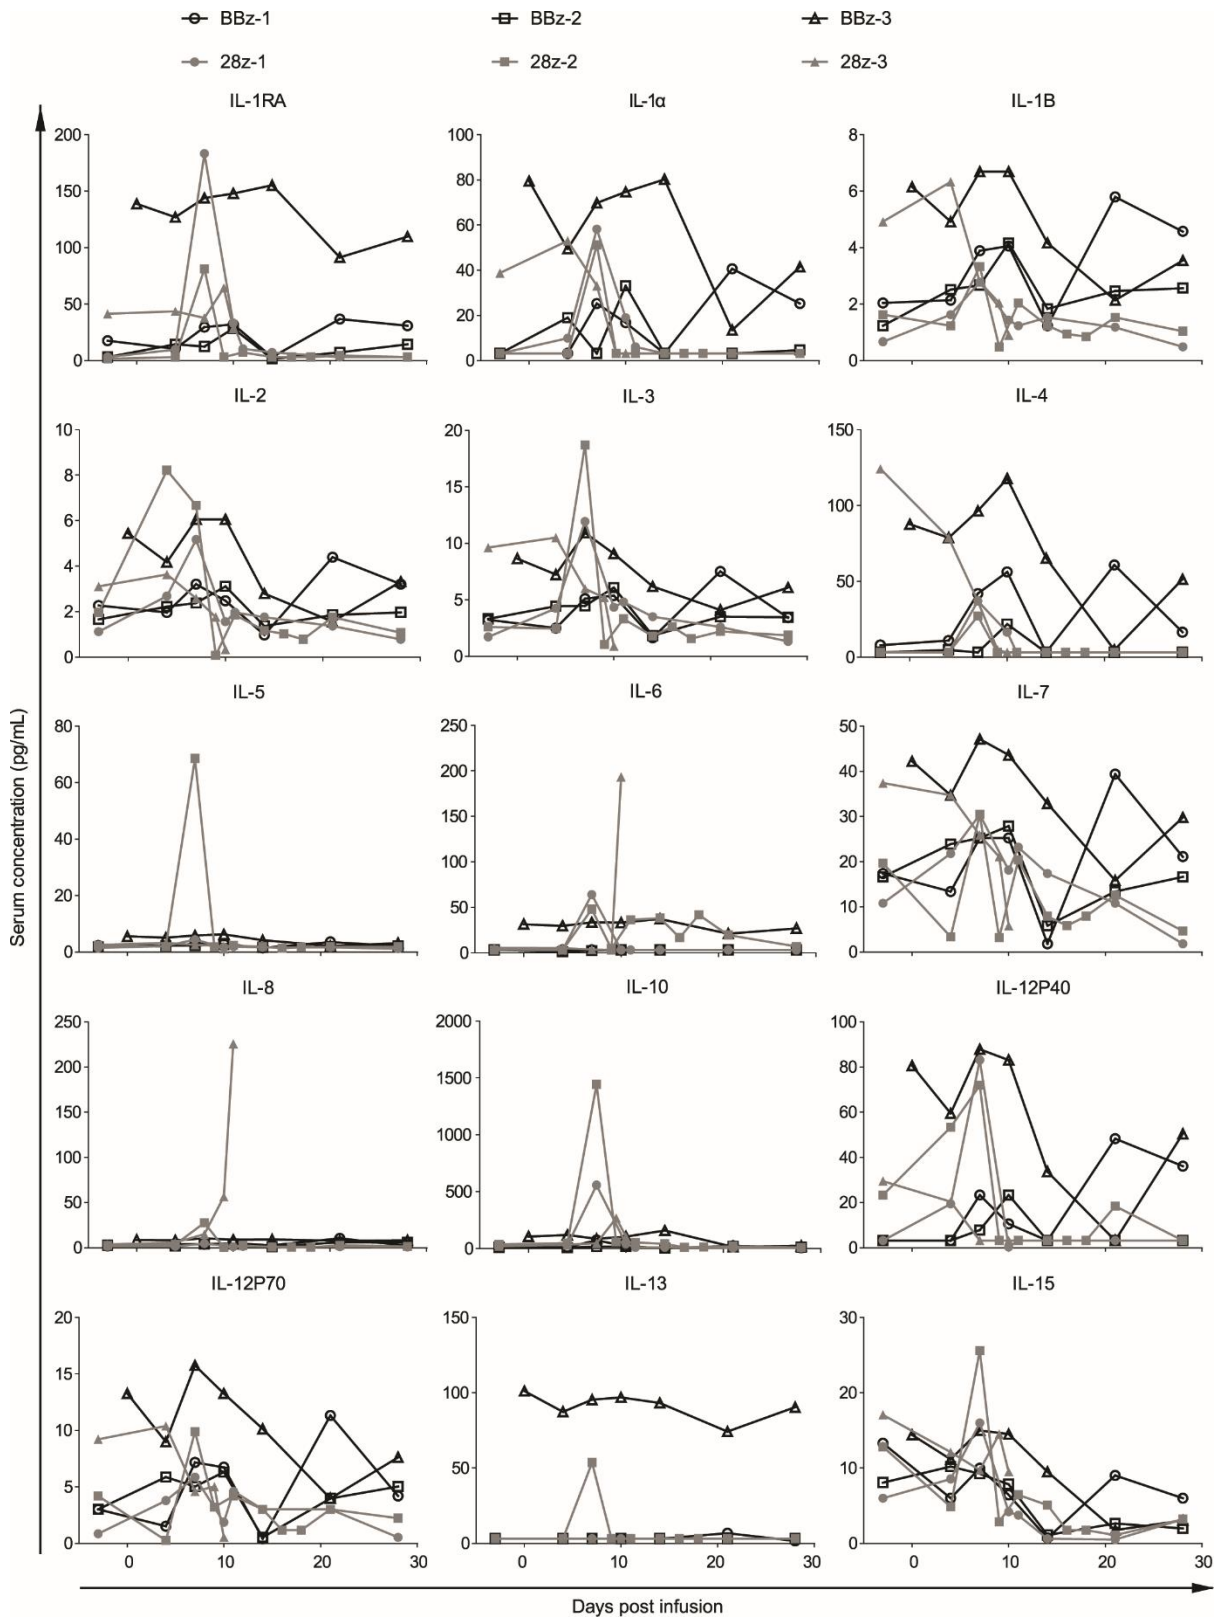 BBz-1 BBz-2 BBz-3
28z-1 28z-2 28z-3
IL-1RA IL-1α IL-1B
200 100 8
150 80 6
100 60 4
50 40 2
0 20 0
0
IL-2 IL-3 IL-4
10 20 150
8 15 100
6 10 50
4 5 0
2 0
0
IL-5 IL-6 IL-7
80 250 50
60 200 40
40 150 30
20 100 20
0 50 10
0 0
IL-8 IL-10 IL-12P40
250 2000 100
200 1500 80
150 1000 60
100 500 40
50 0 20
0 0
IL-12P70 IL-13 IL-15
20 150 30
15 100 20
10 50 10
5 0 0
0
0 10 20 30 0 10 20 30 0 10 20 30
Serum concentration (pg/mL)
Days post infusion